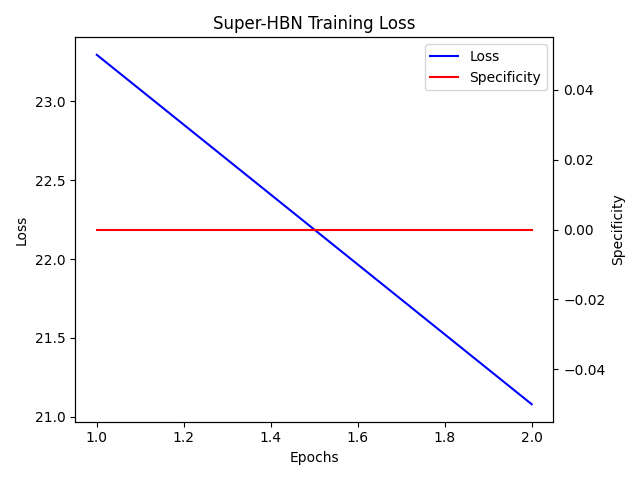 Super-HBN Training Loss
Loss
Specificity
23.0
22.5
22.0
21.5
21.0
Loss
0.04
0.02
0.00
−0.02
−0.04
Specificity
1.0 1.2 1.4 1.6 1.8 2.0
Epochs